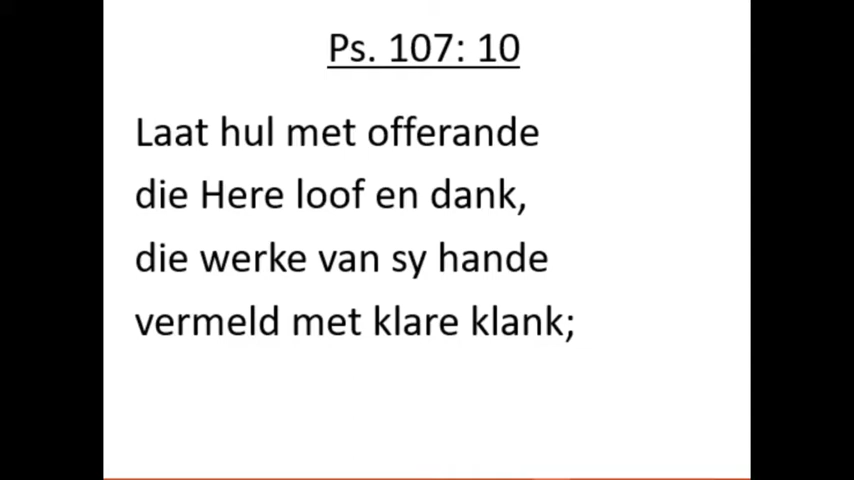 Ps. 107: 10
Laat hul met offerande
die Here loof en dank,
die werke van sy hande
vermeld met klare klank;